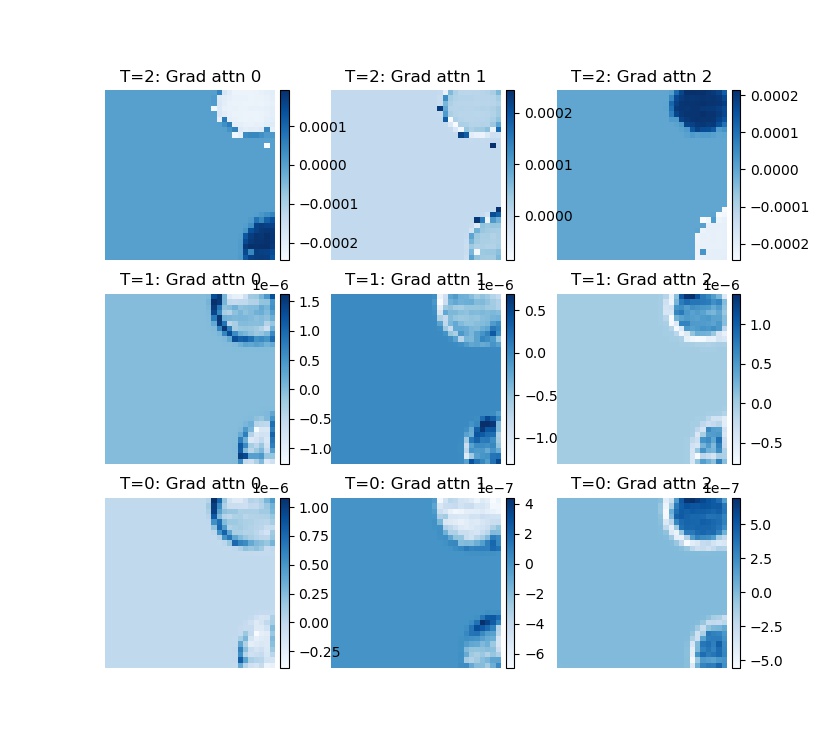 T=2: Grad attn 0
T=2: Grad attn 1
T=2: Grad attn 2
0.0001
0.0000
−0.0001
−0.0002
0.0002
0.0001
0.0000
0.0002
0.0001
0.0000
−0.0001
−0.0002
T=1: Grad attn 0
1e−6
T=1: Grad attn 1
1e−6
T=1: Grad attn 2
1e−6
1.5
1.0
0.5
0.0
−0.5
−1.0
0.5
0.0
−0.5
−1.0
1.0
0.5
0.0
−0.5
T=0: Grad attn 0
1e−6
T=0: Grad attn 1
1e−7
T=0: Grad attn 2
1e−7
1.00
0.75
0.50
0.25
0.00
−0.25
4
2
0
−2
−4
−6
5.0
2.5
0.0
−2.5
−5.0